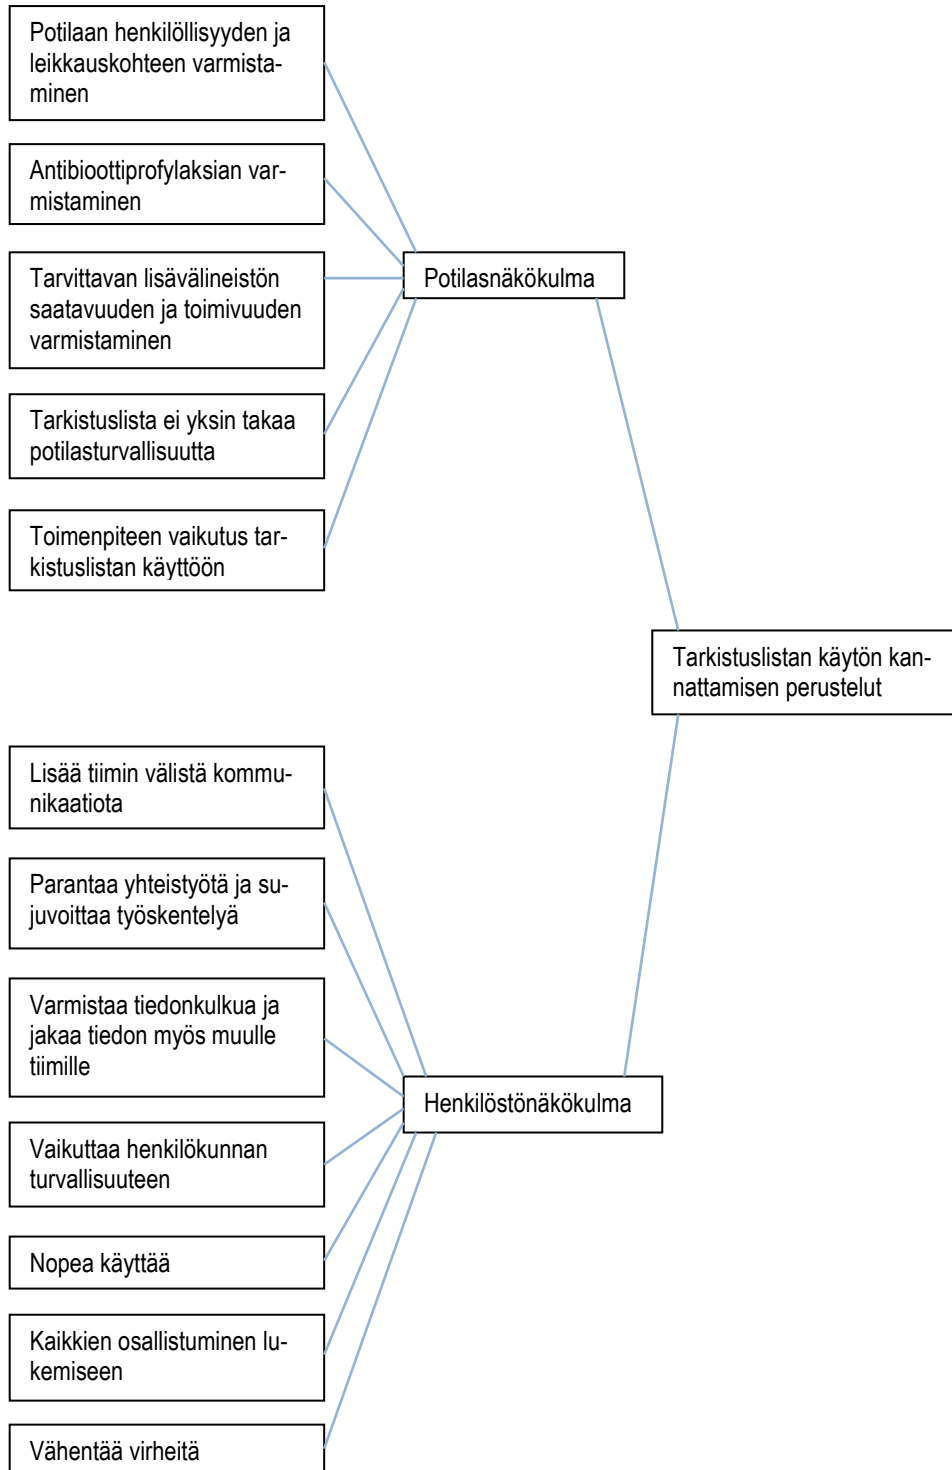 Potilaan henkilöllisyyden ja
leikkauskohteen varmista-
minen
Antibioottiprofylaksian var-
mistaminen
Tarvittavan lisävälineistön
saatavuuden ja toimivuuden
varmistaminen
Tarkistuslista ei yksin takaa
potilasturvallisuutta
Toimenpiteen vaikutus tar-
kistuslistan käyttöön
Potilasnäkökulma
Tarkistuslistan käytön kan-
nattamisen perustelut
Lisää tiimin välistä kommu-
nikaatiota
Parantaa yhteistyötä ja su-
juvoittaa työskentelyä
Varmistaa tiedonkulkua ja
jakaa tiedon myös muulle
tiimille
Vaikuttaa henkilökunnan
turvallisuuteen
Nopea käyttää
Kaikkien osallistuminen lu-
kemiseen
Vähentää virheitä
Henkilöstönäkökulma